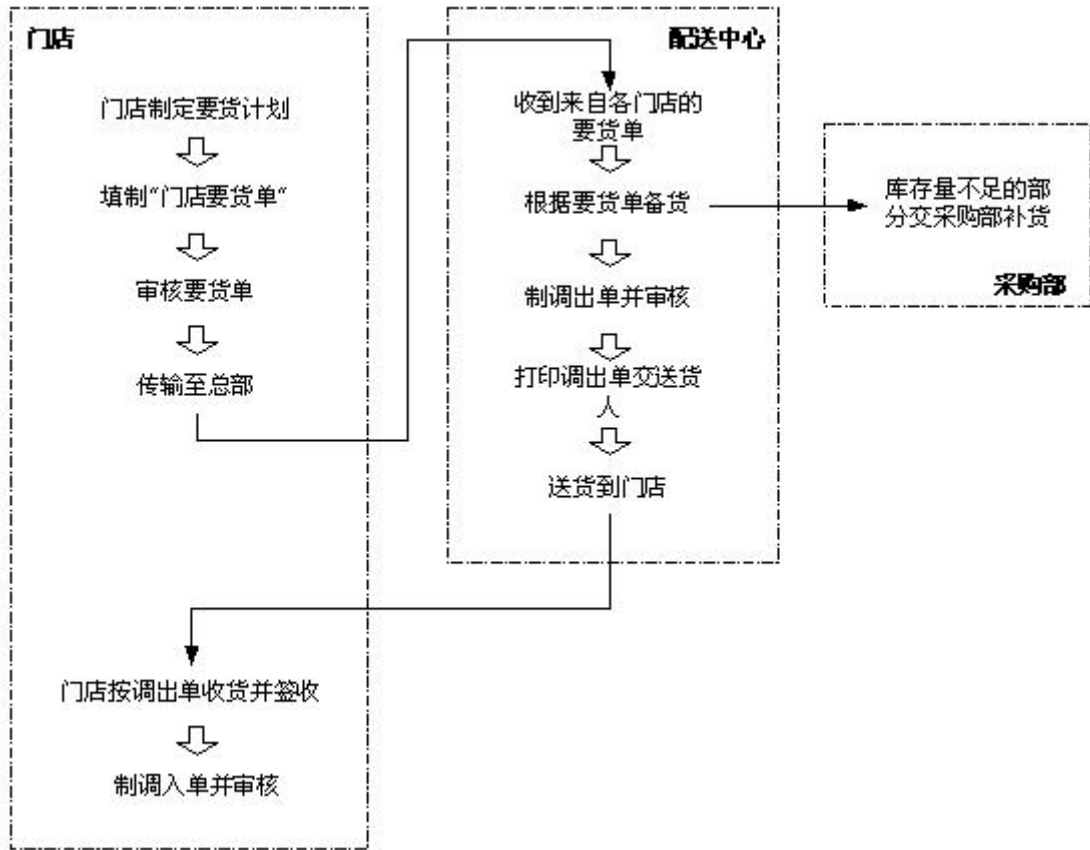 门店
门店制定要货计划
填制“门店要货单”
审核要货单
传输至总部
配送中心
收到来自各门店的
要货单
根据要货单备货
制调出单并审核
打印调出单交送货
人
送货到门店
库存量不足的部
分交采购部补货
采购部
门店按调出单收货并签收
制调入单并审核